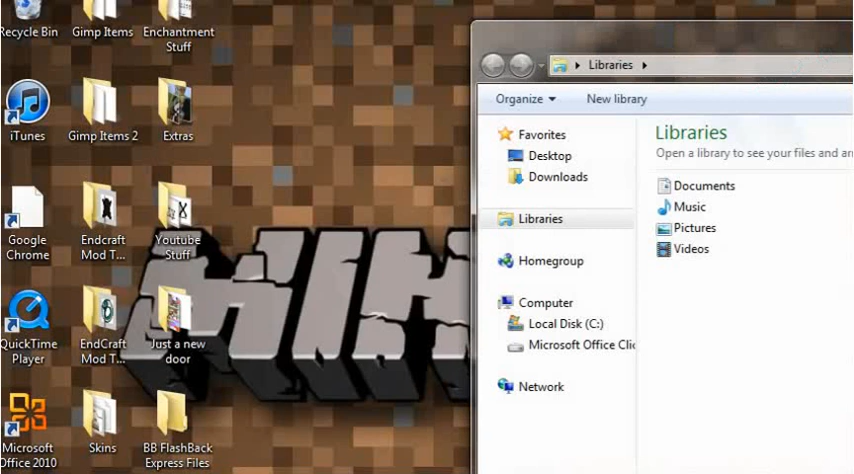 Recycle Bin
Gimp Items
Enchantment
Stuff
iTunes
Gimp Items 2
Extras
Google
Chrome
Endcraft
Mod T...
Youtube
Stuff
QuickTime
Player
EndCraft
Mod T...
Just a new
door
Microsoft
Office 2010
Skins
BB FlashBack
Express Files
MIN
Libraries
Organize
New library
Favorites
Desktop
Downloads
Libraries
Homegroup
Computer
Local Disk (C:)
Microsoft Office Clic
Network
Libraries
Open a library to see your files and arr
Documents
Music
Pictures
Videos